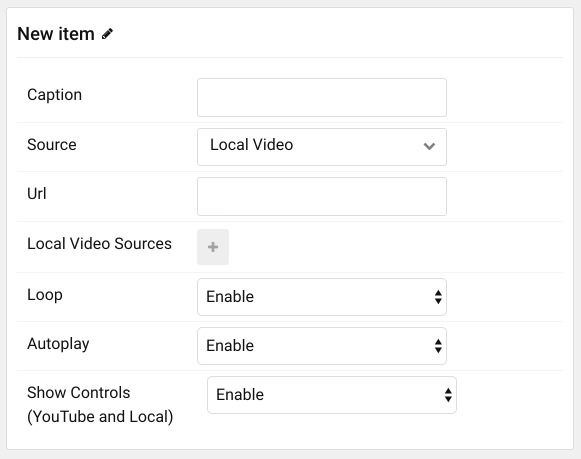 New item
Caption
Source Local Video
Url
Local Video Sources +
Loop Enable
Autoplay Enable
Show Controls Enable
(YouTube and Local)